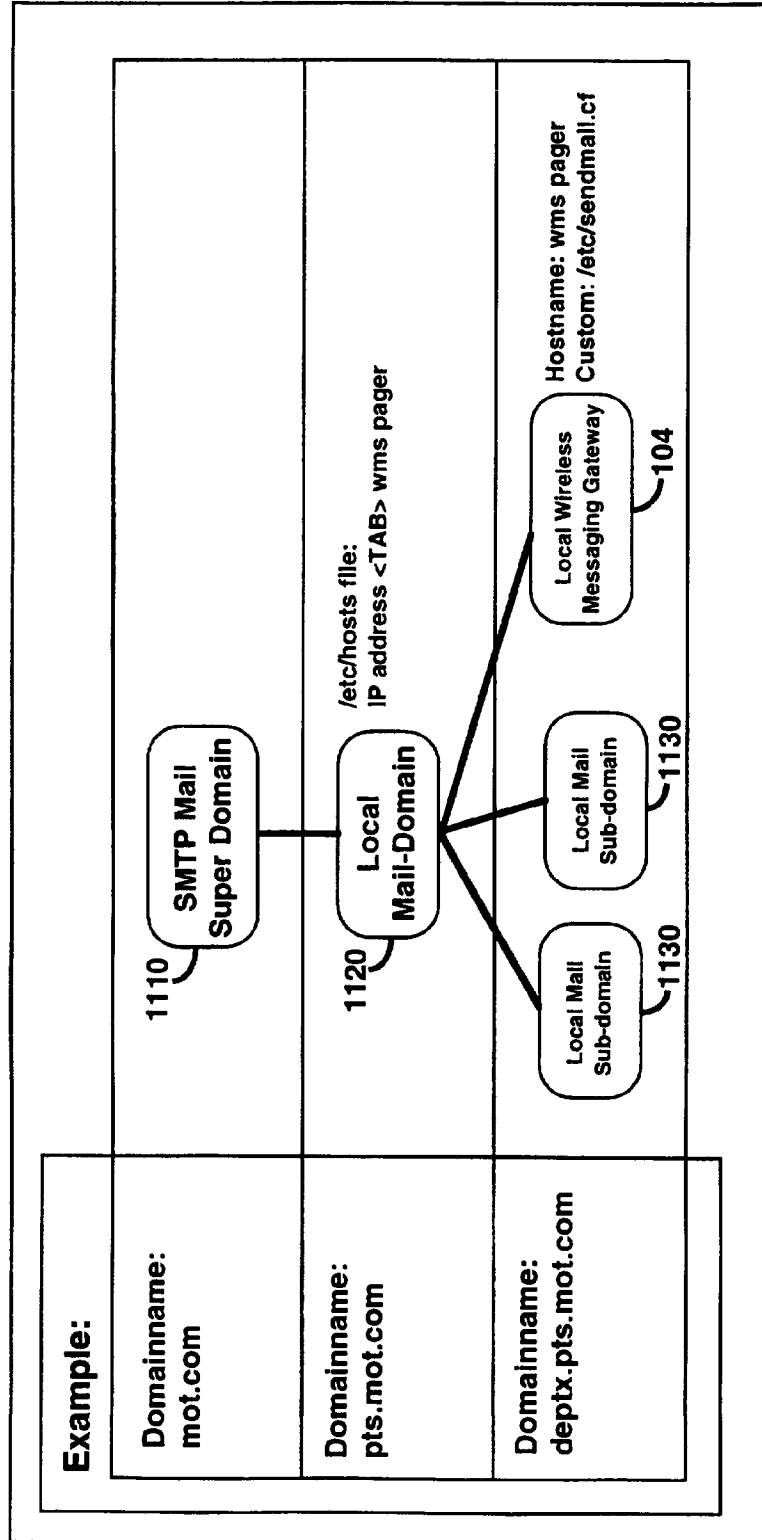 Example:
Domainname:
mot.com
1110
SMTP Mail
Super Domain
Domainname:
pts.mot.com
1120
Local
Mail-Domain
/etc/hosts file:
IP address <TAB> wms pager
Domainname:
deptx.pts.mot.com
Local Mail
Sub-domain
1130
Local Mail
Sub-domain
1130
Local Wireless
Messaging Gateway
104
Hostname: wms pager
Custom: /etc/sendmail.cf